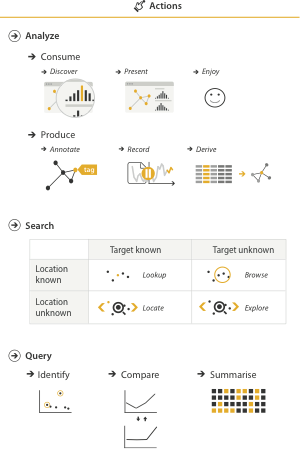 Actions
Analyze
Consume
Discover Present Enjoy
Produce
Annotate Record Derive
tag
Search
Target known Target unknown
Location known Lookup Browse
Location unknown Locate Explore
Query
Identify Compare Summarise